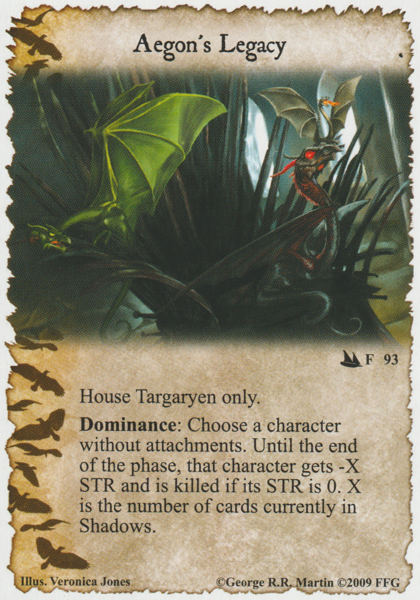 Aegon's Legacy
F 93
House Targaryen only.
Dominance: Choose a character
without attachments. Until the end
of the phase, that character gets -X
STR and is killed if its STR is 0. X
is the number of cards currently in
Shadows.
Illus. Veronica Jones ©George R.R. Martin ©2009 FFG